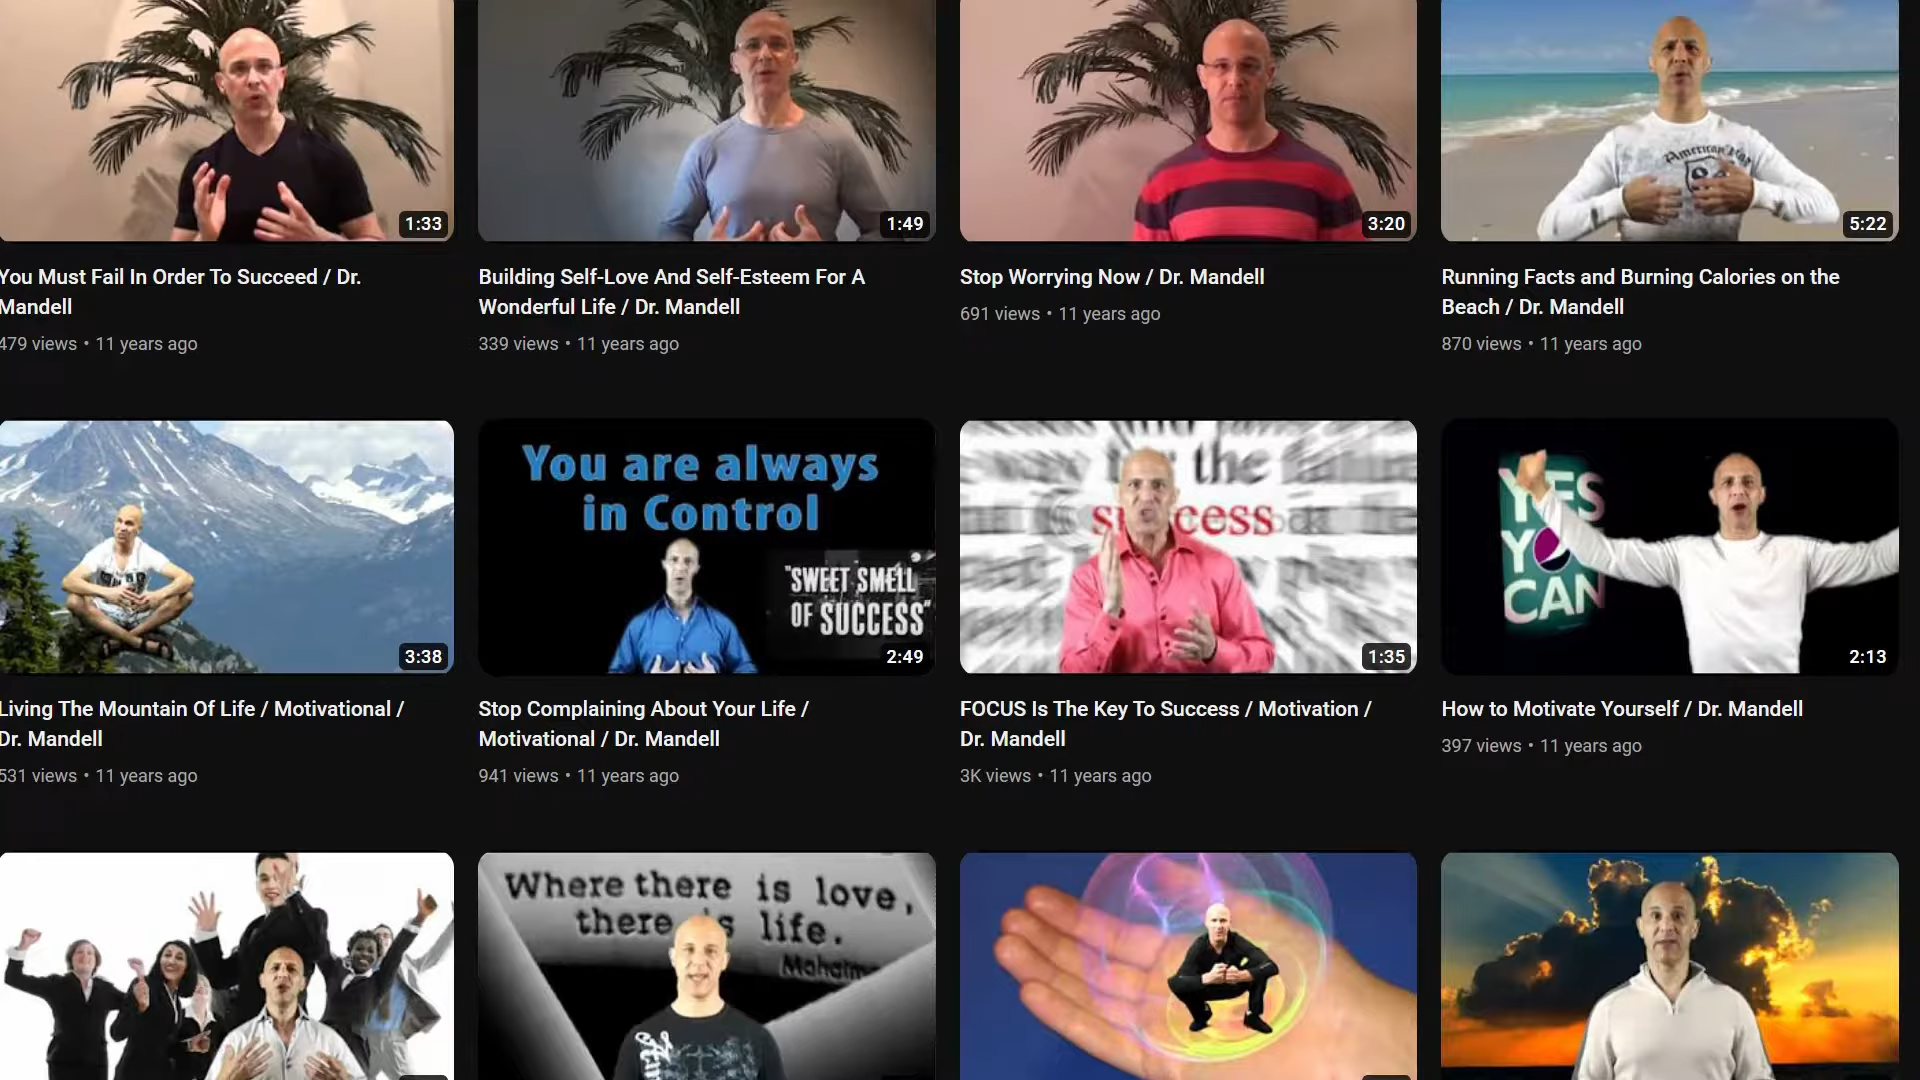 1:33
1:49
3:20
5:22
You Must Fail In Order To Succeed / Dr.
Mandell
479 views • 11 years ago
Building Self-Love And Self-Esteem For A
Wonderful Life / Dr. Mandell
339 views • 11 years ago
Stop Worrying Now / Dr. Mandell
691 views • 11 years ago
Running Facts and Burning Calories on the
Beach / Dr. Mandell
870 views • 11 years ago
3:38
You are always
in Control
"SWEET SMELL
OF SUCCESS"
2:49
the
success
1:35
YES
YOU
CAN
2:13
Living The Mountain Of Life / Motivational /
Dr. Mandell
531 views • 11 years ago
Stop Complaining About Your Life /
Motivational / Dr. Mandell
941 views • 11 years ago
FOCUS Is The Key To Success / Motivation /
Dr. Mandell
3K views • 11 years ago
How to Motivate Yourself / Dr. Mandell
397 views • 11 years ago
Where there is love,
there is life.